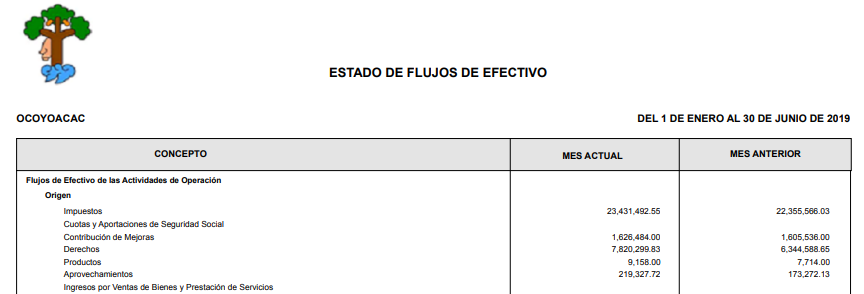 ESTADO DE FLUJOS DE EFECTIVO
OCOYOACAC DEL 1 DE ENERO AL 30 DE JUNIO DE 2019
CONCEPTO MES ACTUAL MES ANTERIOR
Flujos de Efectivo de las Actividades de Operación
Origen
Impuestos 23,431,492.55 22,355,566.03
Cuotas y Aportaciones de Seguridad Social
Contribución de Mejoras 1,626,484.00 1,605,536.00
Derechos 7,820,299.83 6,344,588.65
Productos 9,158.00 7,714.00
Aprovechamientos 219,327.72 173,272.13
Ingresos por Ventas de Bienes y Prestación de Servicios